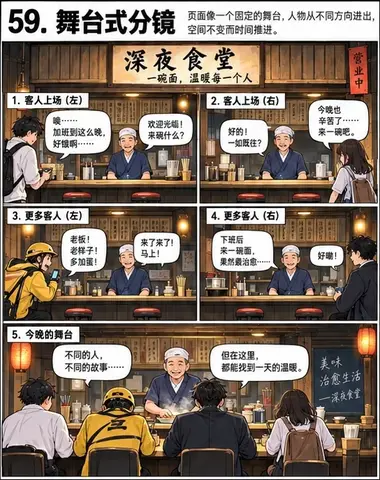 59. 舞台式分镜
页面像一个固定的舞台，人物从不同方向进出，
空间不变而时间推进。
深夜食堂
一碗面，温暖每一个人
营业中
1. 客人上场（左）
噢……
加班到这么晚，
好饿啊……
欢迎光临！
来碗什么？
2. 客人上场（右）
好的！
一如既往？
今晚也
辛苦了……
来一碗吧。
3. 更多客人（左）
老板！
老样子！
多加蛋！
来了来了！
马上！
4. 更多客人（右）
下班后
来一碗面，
果然最治愈……
好嘞！
5. 今晚的舞台
不同的人，
不同的故事……
但在这里，
都能找到一天的温暖。
美味
治愈生活
—深夜食堂